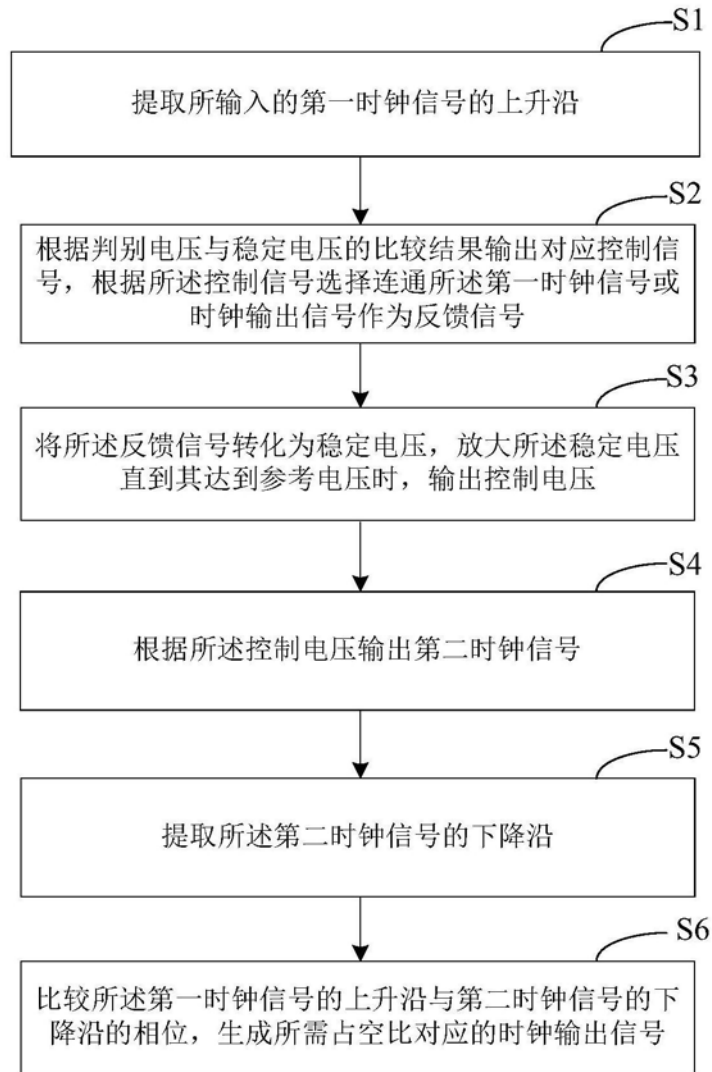 S1
提取所输入的第一时钟信号的上升沿
S2
根据判别电压与稳定电压的比较结果输出对应控制信
号，根据所述控制信号选择连通所述第一时钟信号或
时钟输出信号作为反馈信号
S3
将所述反馈信号转化为稳定电压，放大所述稳定电压
直到其达到参考电压时，输出控制电压
S4
根据所述控制电压输出第二时钟信号
S5
提取所述第二时钟信号的下降沿
S6
比较所述第一时钟信号的上升沿与第二时钟信号的下
降沿的相位，生成所需占空比对应的时钟输出信号